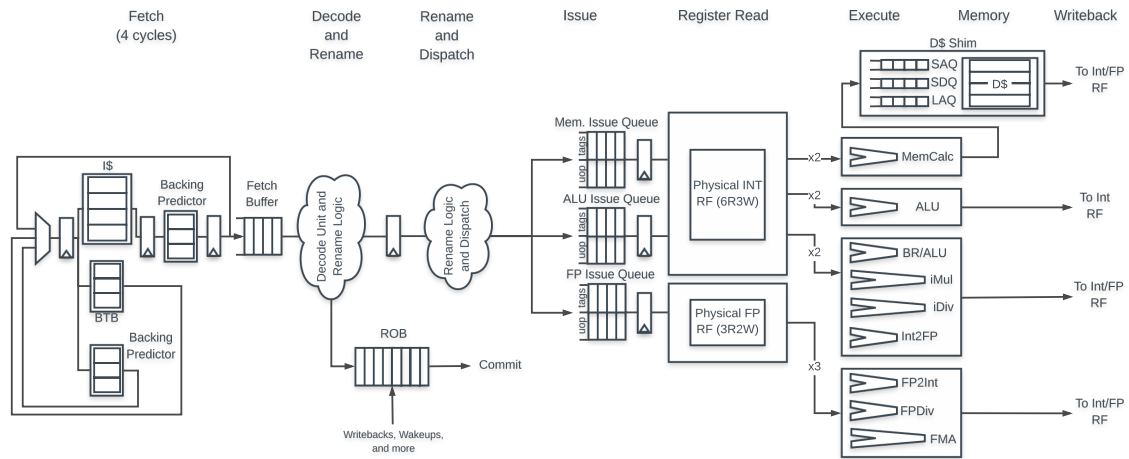 Fetch
(4 cycles)
Decode
and
Rename
Rename
and
Dispatch
Issue
Register Read
Execute
Memory
Writeback
D$ Shim
SAQ
SDQ
LAQ
D$
To Int/FP
RF
Mem. Issue Queue
tags
uop
x2
MemCalc
I$
Backing
Predictor
Fetch
Buffer
Decode Unit and
Rename Logic
Rename Logic
and Dispatch
Physical INT
RF (6R3W)
ALU Issue Queue
tags
uop
x2
ALU
To Int
RF
x2
BR/ALU
iMul
iDiv
Int2FP
To Int/FP
RF
BTB
FP Issue Queue
tags
uop
Physical FP
RF (3R2W)
Backing
Predictor
ROB
Commit
Writebacks, Wakeups,
and more
x3
FP2Int
FPDiv
FMA
To Int/FP
RF